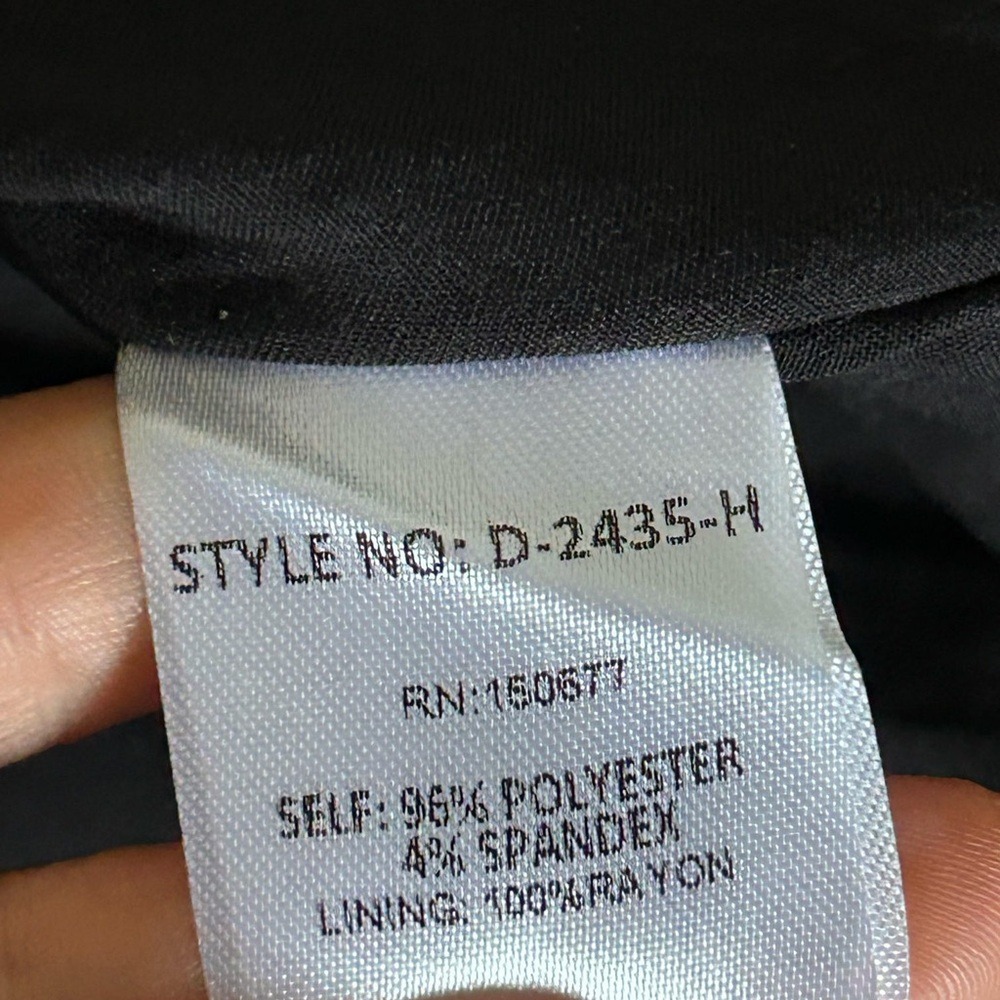 STYLE NO: D-2435-H
RN:150677
SELF: 96% POLYESTER
4% SPANDEX
LINING: 100% RAYON